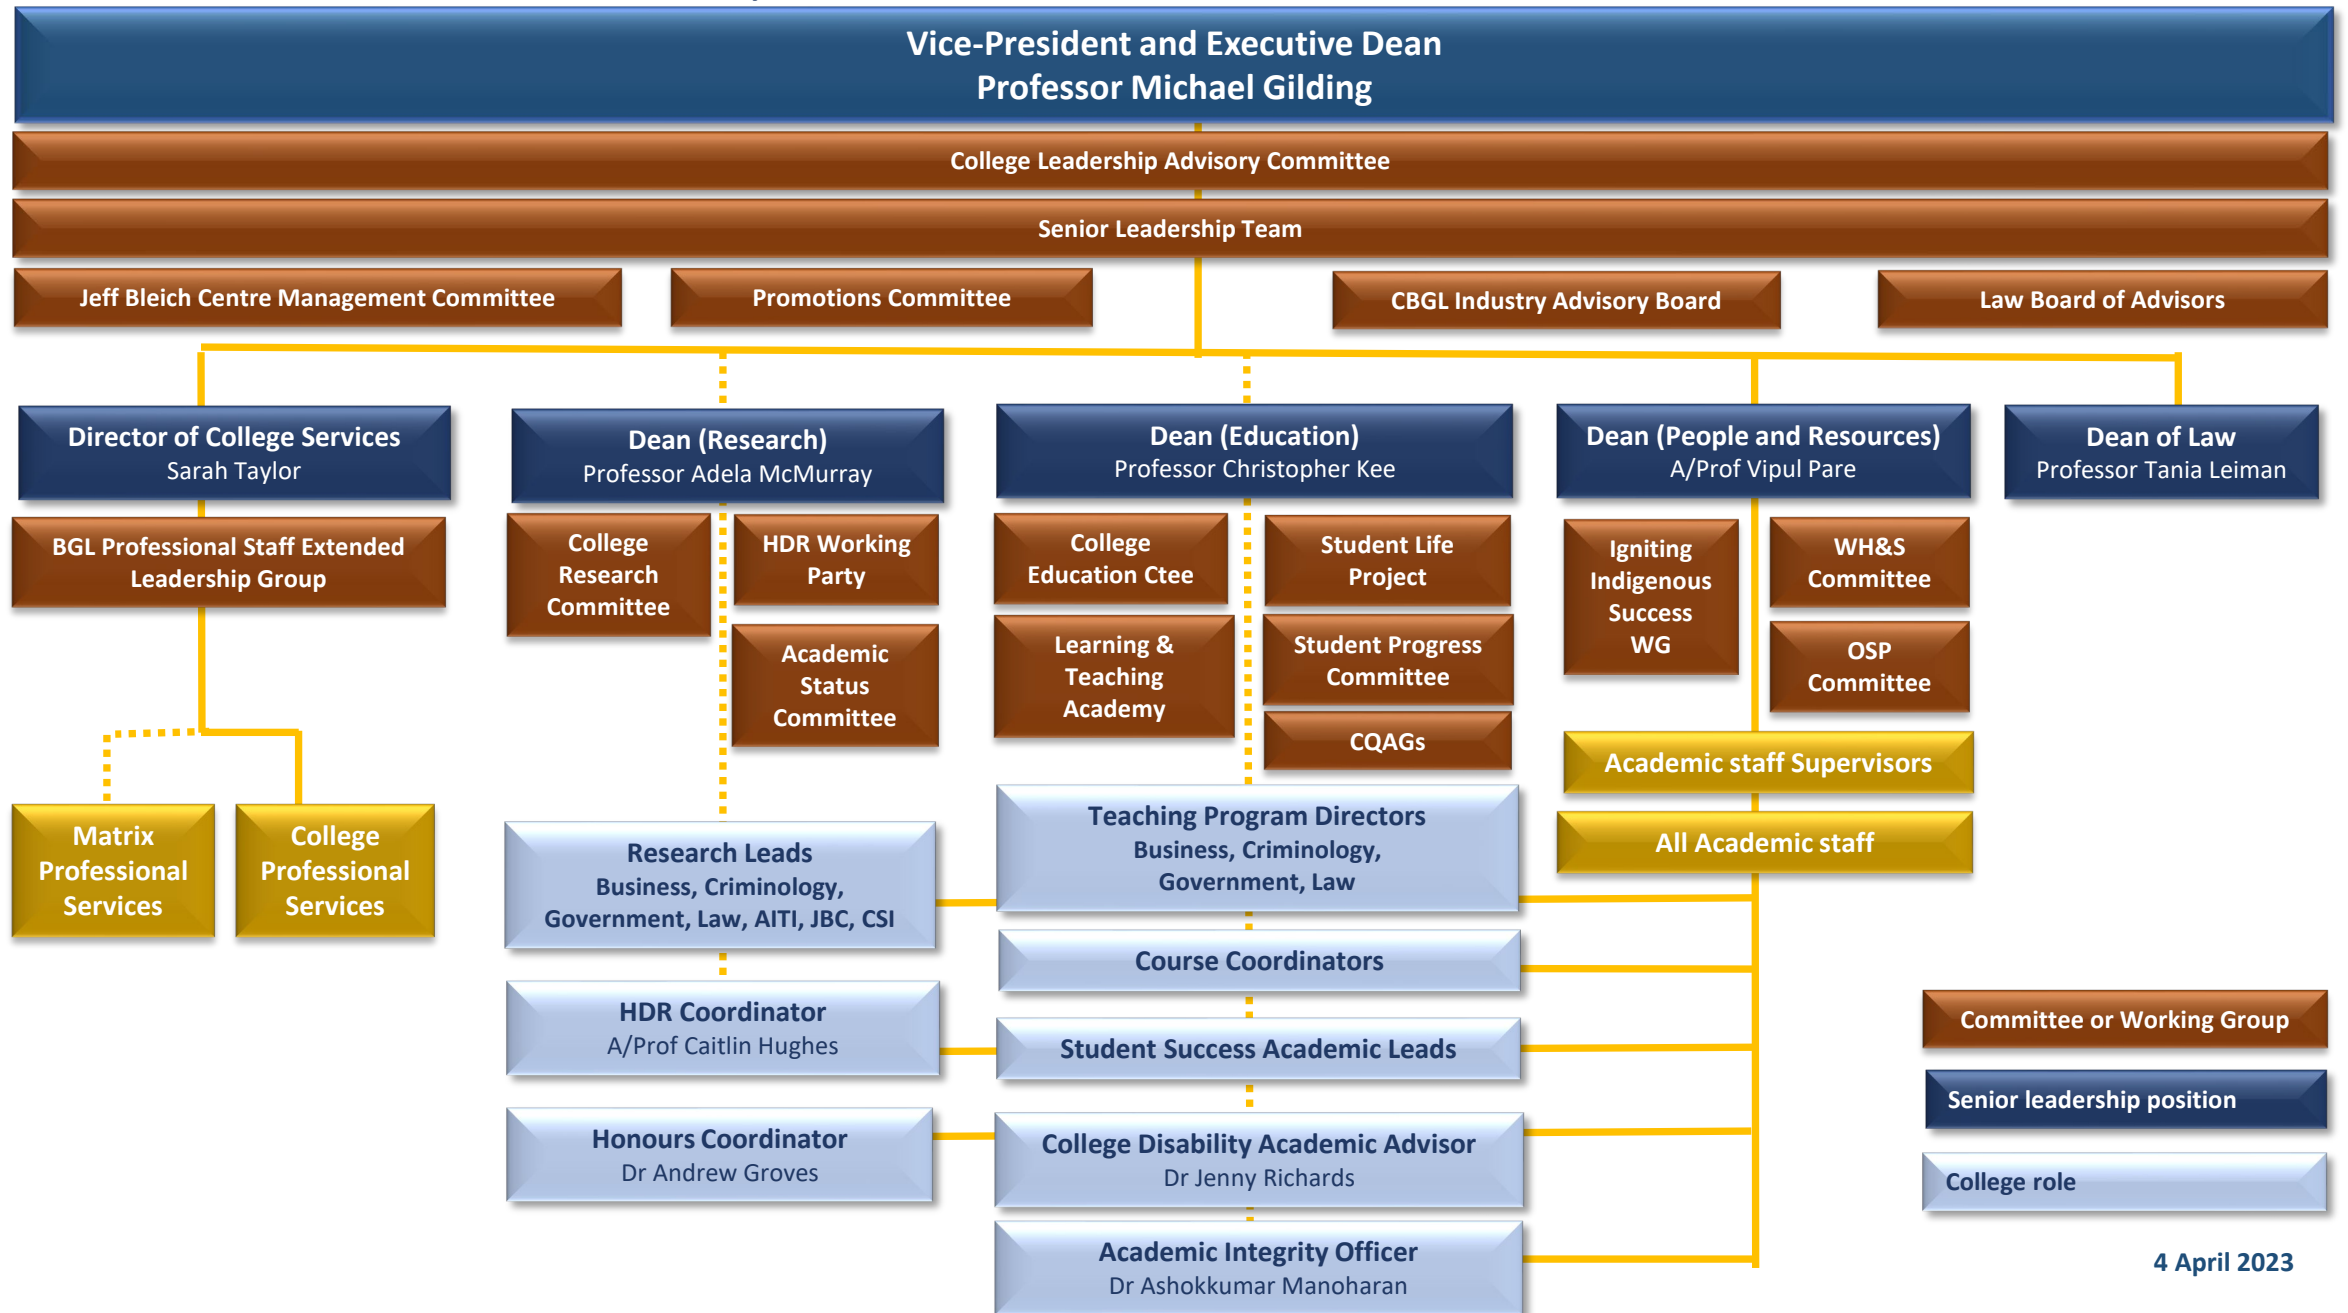 Vice-President and Executive Dean
Professor Michael Gilding
College Leadership Advisory Committee
Senior Leadership Team
Jeff Bleich Centre Management Committee
Promotions Committee
CBGL Industry Advisory Board
Law Board of Advisors
Director of College Services
Sarah Taylor
Dean (Research)
Professor Adela McMurray
Dean (Education)
Professor Christopher Kee
Dean (People and Resources)
A/Prof Vipul Pare
Dean of Law
Professor Tania Leiman
BGL Professional Staff Extended
Leadership Group
College
Research
Committee
HDR Working
Party
Academic
Status
Committee
College
Education Ctee
Student Life
Project
Learning &
Teaching
Academy
Student Progress
Committee
CQAGs
Igniting
Indigenous
Success
WG
WH&S
Committee
OSP
Committee
Academic staff Supervisors
All Academic staff
Matrix
Professional
Services
College
Professional
Services
Research Leads
Business, Criminology,
Government, Law, AITI, JBC, CSI
Teaching Program Directors
Business, Criminology,
Government, Law
Course Coordinators
HDR Coordinator
A/Prof Caitlin Hughes
Student Success Academic Leads
Honours Coordinator
Dr Andrew Groves
College Disability Academic Advisor
Dr Jenny Richards
Academic Integrity Officer
Dr Ashokkumar Manoharan
Committee or Working Group
Senior leadership position
College role
4 April 2023